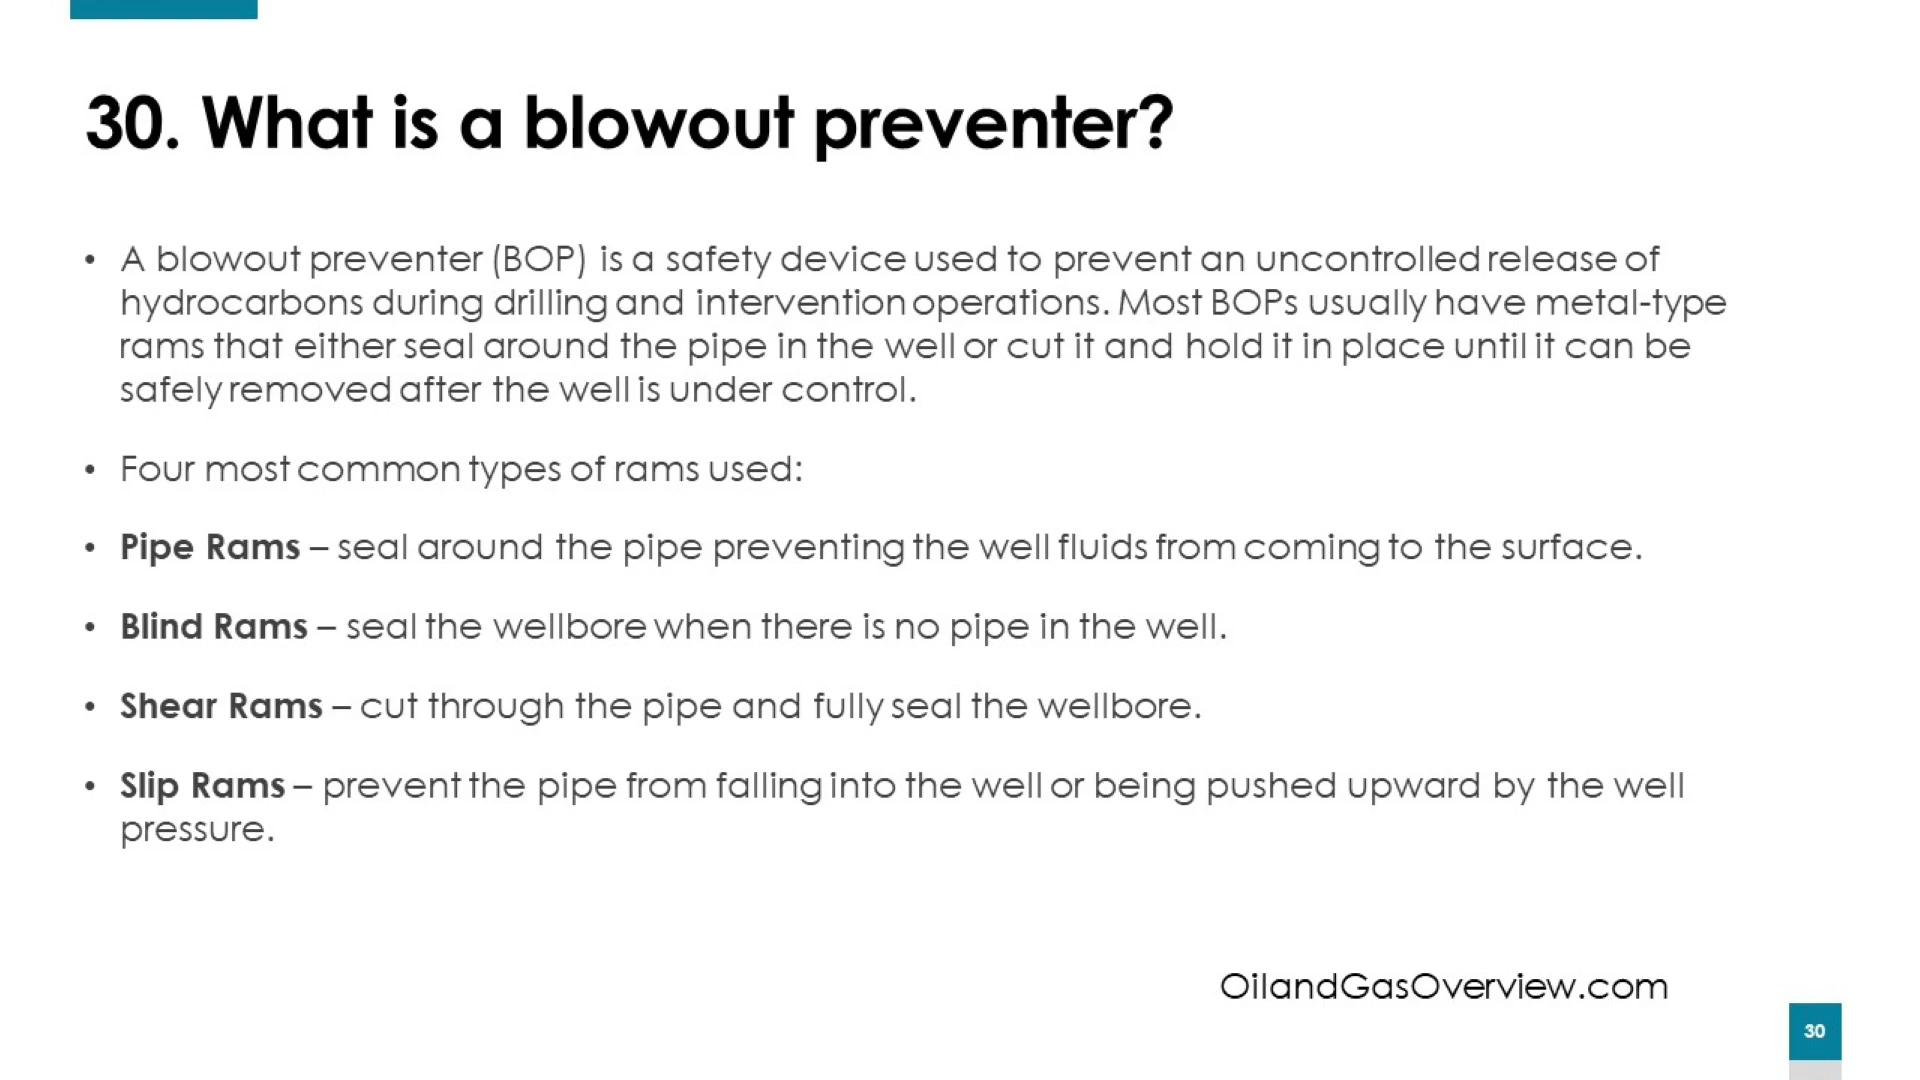 30. What is a blowout preventer?
• A blowout preventer (BOP) is a safety device used to prevent an uncontrolled release of
hydrocarbons during drilling and intervention operations. Most BOPs usually have metal-type
rams that either seal around the pipe in the well or cut it and hold it in place until it can be
safely removed after the well is under control.
• Four most common types of rams used:
• Pipe Rams – seal around the pipe preventing the well fluids from coming to the surface.
• Blind Rams – seal the wellbore when there is no pipe in the well.
• Shear Rams – cut through the pipe and fully seal the wellbore.
• Slip Rams – prevent the pipe from falling into the well or being pushed upward by the well
pressure.
OilandGasOverview.com
30